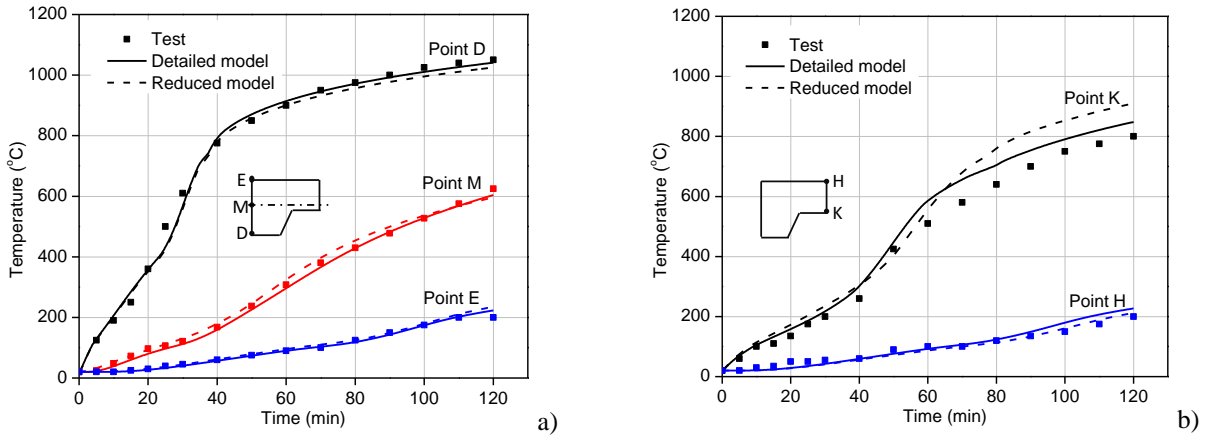 1200
1000
800
600
400
200
0
Temperature (°C)
Test
Detailed model
Reduced model
Point D
Point M
Point E
E
M
D
0 20 40 60 80 100 120
Time (min)
a)
1200
1000
800
600
400
200
0
Temperature (°C)
Test
Detailed model
Reduced model
Point K
Point H
H
K
0 20 40 60 80 100 120
Time (min)
b)